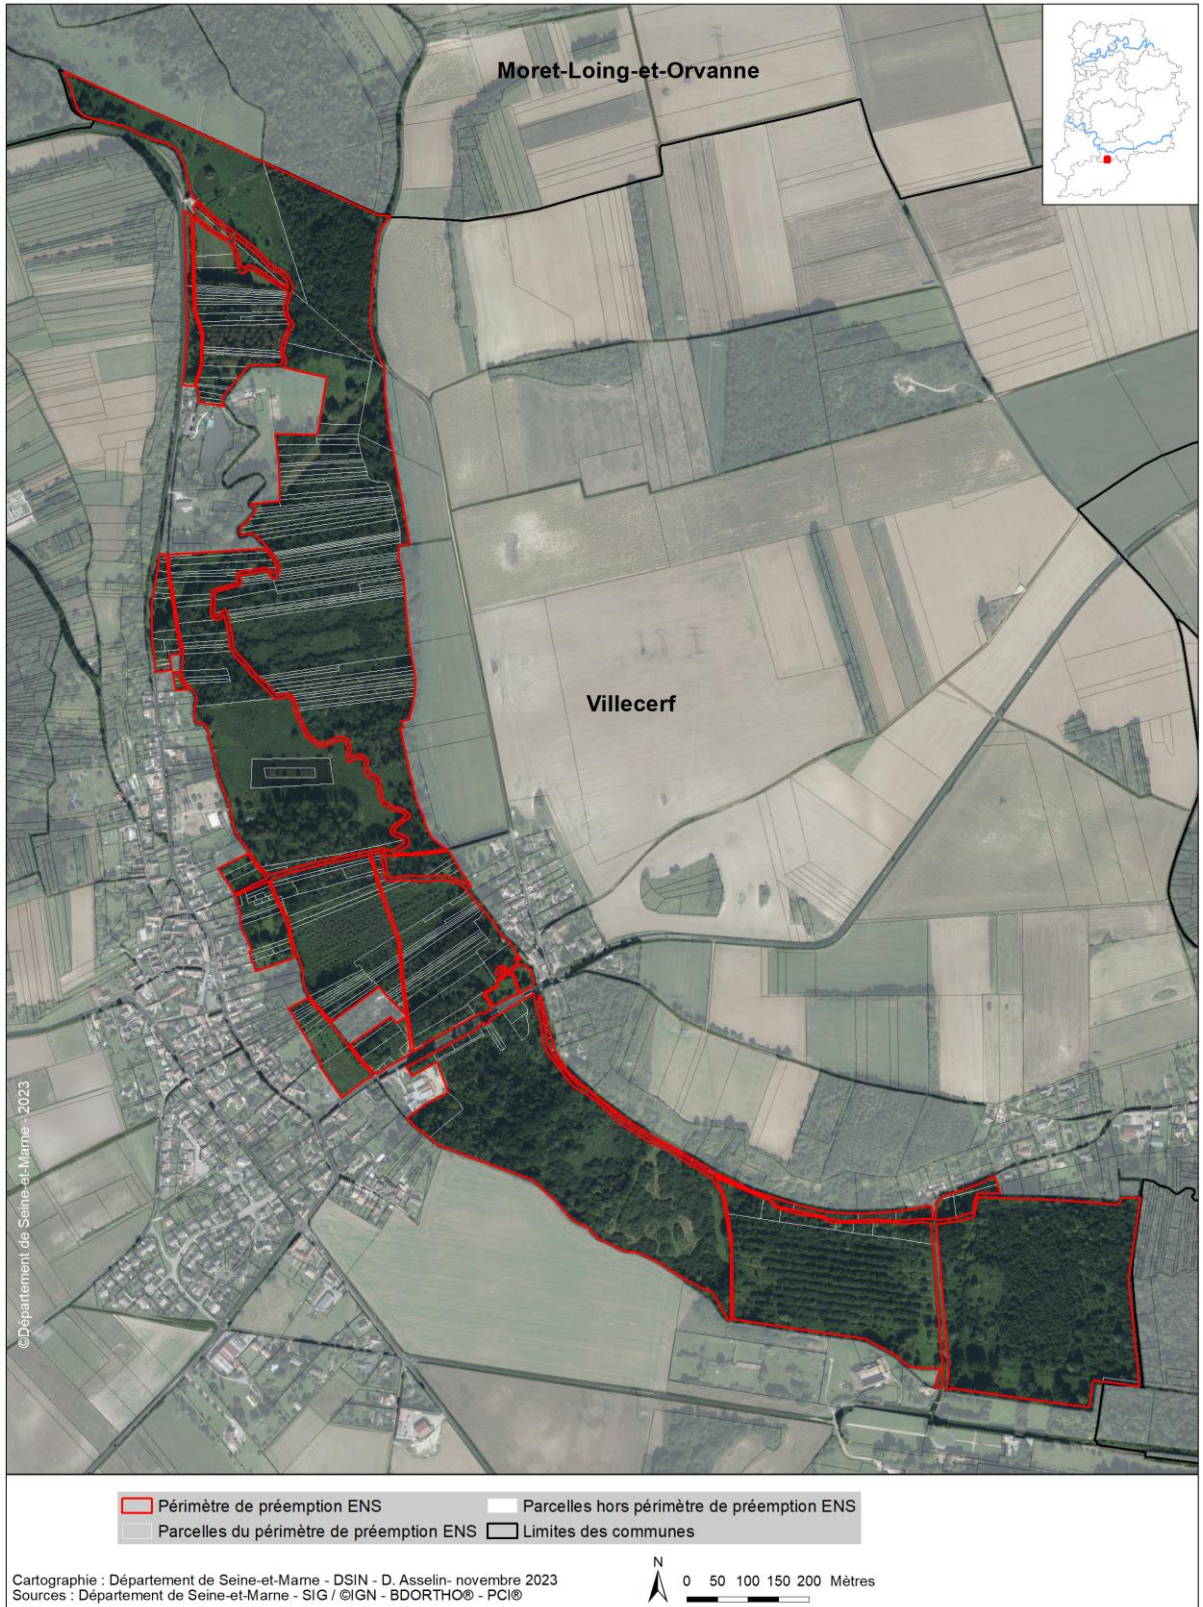 Moret-Loing-et-Orvanne
Villecerf
©Département de Seine-et-Marne - 2023
Périmètre de préemption ENS
Parcelles hors périmètre de préemption ENS
Parcelles du périmètre de préemption ENS
Limites des communes
Cartographie : Département de Seine-et-Marne - DSIN - D. Asselin- novembre 2023
Sources : Département de Seine-et-Marne - SIG / ©IGN - BDORTHO® - PCI®
N
0 50 100 150 200 Mètres